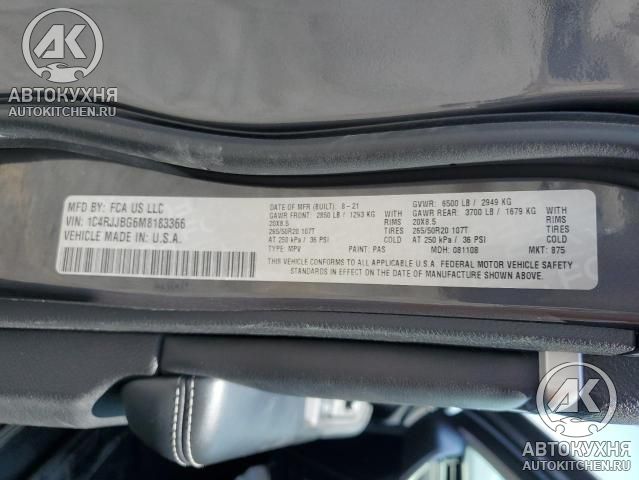 АК
АВТОКУХНЯ
AUTOKITCHEN.RU
MFD BY: FCA US LLC
VIN: 1C4RJJBG6M8183366
VEHICLE MADE IN: U.S.A.
DATE OF MFR (BUILT): 8-21
GVWR: 6500 LB / 2949 KG
GAWR FRONT: 2850 LB / 1293 KG WITH
GAWR REAR: 3700 LB / 1679 KG WITH
20X8.5 RIMS
20X8.5 RIMS
265/50R20 107T TIRES
265/50R20 107T TIRES
AT 250 kPa / 36 PSI COLD
AT 250 kPa / 36 PSI COLD
TYPE: MPV PAINT: PAS MDH: 081109 MKT: 875
THIS VEHICLE CONFORMS TO ALL APPLICABLE U.S.A. FEDERAL MOTOR VEHICLE SAFETY
STANDARDS IN EFFECT ON THE DATE OF MANUFACTURE SHOWN ABOVE.
АК
АВТОКУХНЯ
AUTOKITCHEN.RU